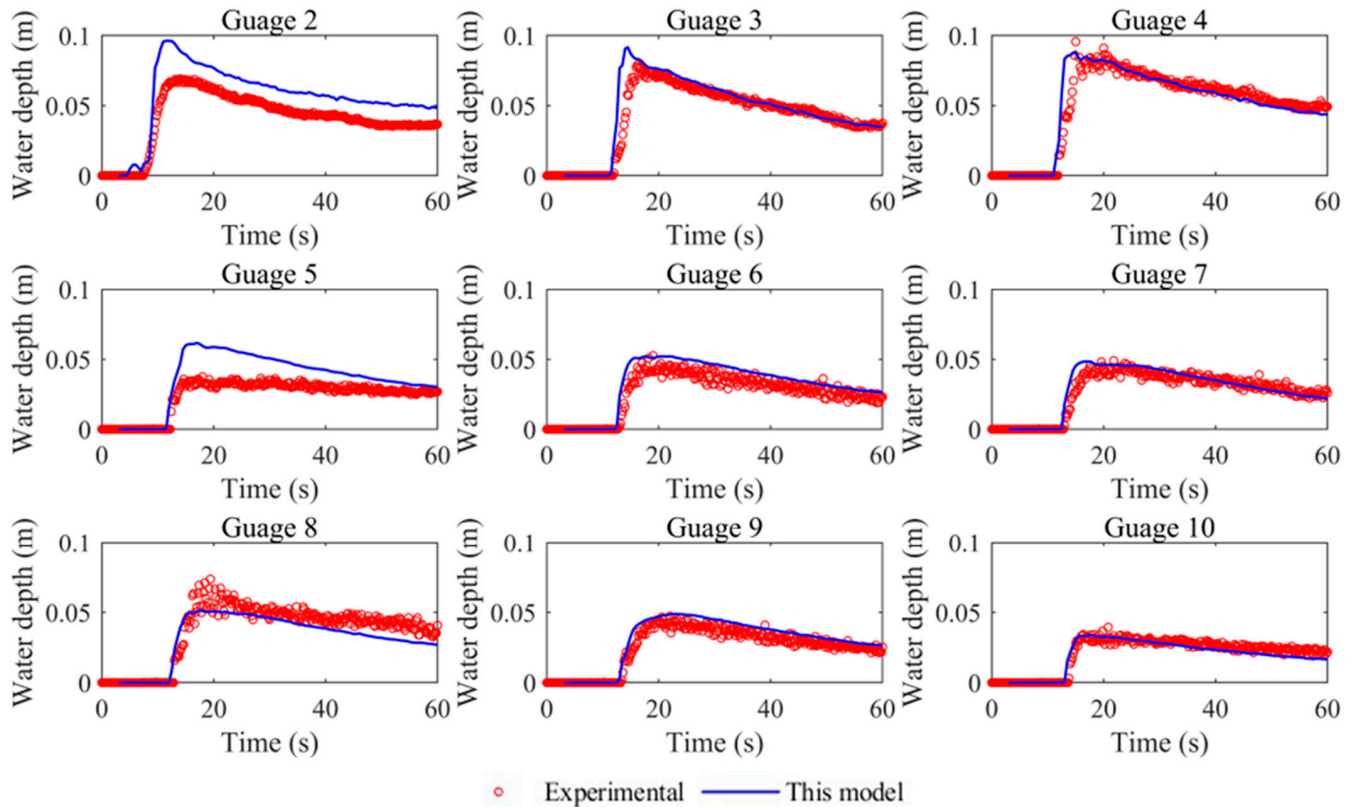 Guage 2
Guage 3
Guage 4
Water depth (m)
0.1
0.05
0
0
20
40
60
Time (s)
Water depth (m)
0.1
0.05
0
0
20
40
60
Time (s)
Water depth (m)
0.1
0.05
0
0
20
40
60
Time (s)
Guage 5
Guage 6
Guage 7
Water depth (m)
0.1
0.05
0
0
20
40
60
Time (s)
Water depth (m)
0.1
0.05
0
0
20
40
60
Time (s)
Water depth (m)
0.1
0.05
0
0
20
40
60
Time (s)
Guage 8
Guage 9
Guage 10
Water depth (m)
0.1
0.05
0
0
20
40
60
Time (s)
Water depth (m)
0.1
0.05
0
0
20
40
60
Time (s)
Water depth (m)
0.1
0.05
0
0
20
40
60
Time (s)
Experimental
This model